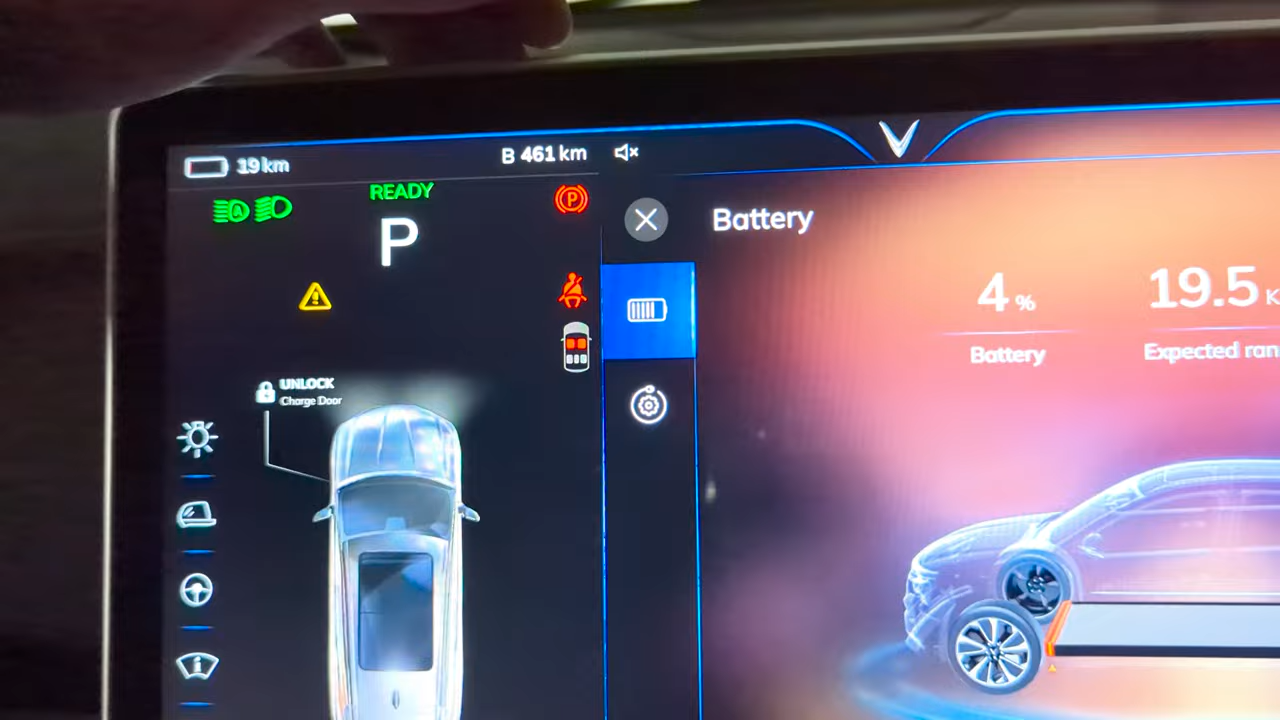 19 km
B 461 km
READY
P
P
UNLOCK
Charge Door
Battery
4 %
Battery
19.5 K
Expected ran